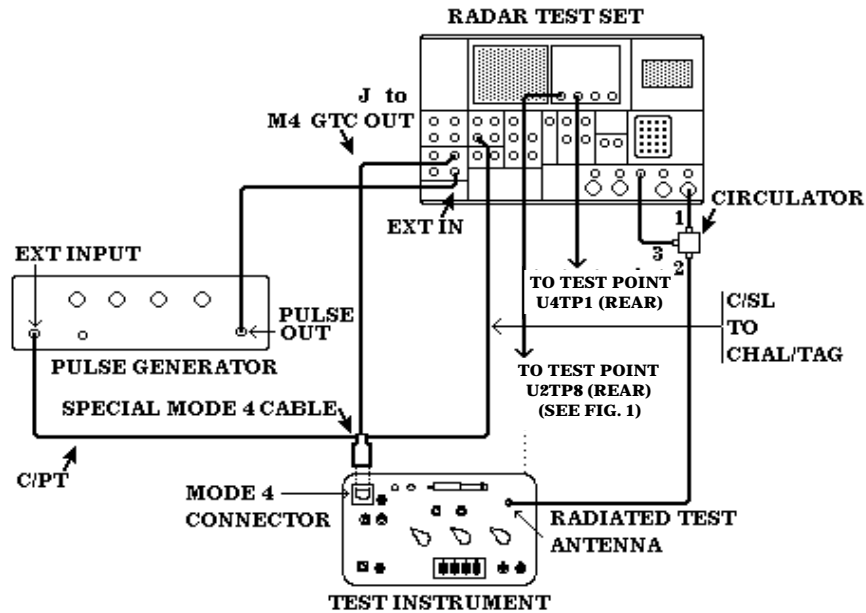 RADAR TEST SET
J to
M4 GTC OUT
EXT IN
CIRCULATOR
1
3
2
EXT INPUT
PULSE
OUT
PULSE GENERATOR
TO TEST POINT
U4TP1 (REAR)
C/SL
TO
CHAL/TAG
TO TEST POINT
U2TP8 (REAR)
(SEE FIG. 1)
SPECIAL MODE 4 CABLE
C/PT
MODE 4
CONNECTOR
RADIATED TEST
ANTENNA
TEST INSTRUMENT